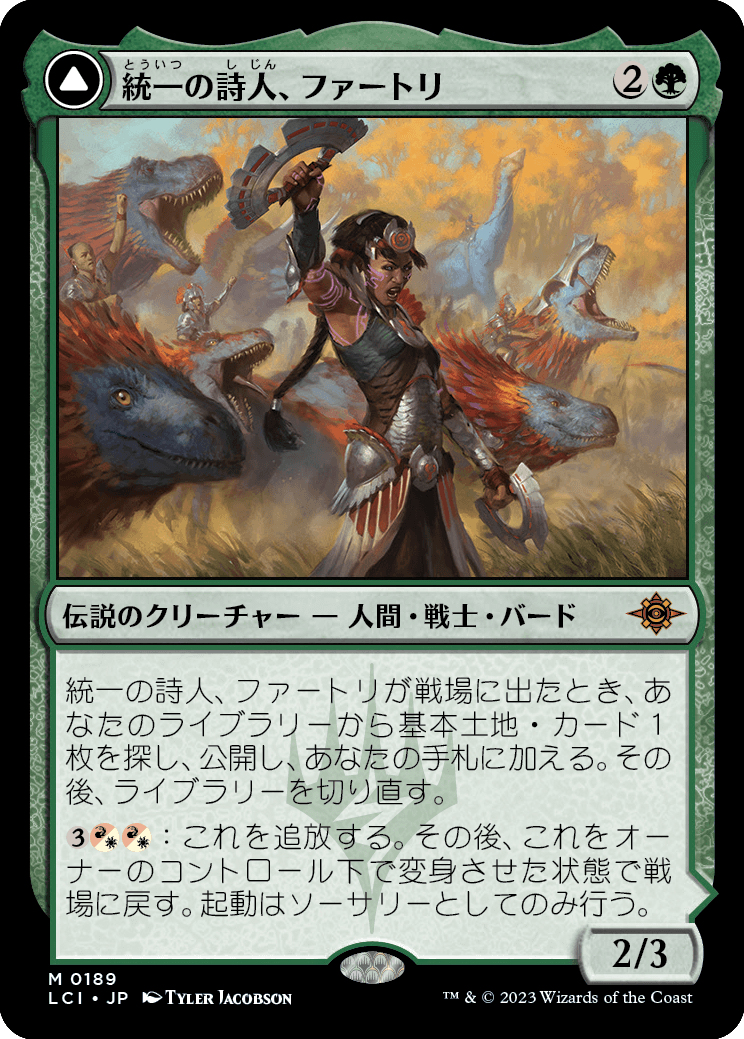 とういつ しじん
統一の詩人、ファートリ 2
伝説のクリーチャー — 人間・戦士・バード
統一の詩人、ファートリが戦場に出たとき、あ
なたのライブラリーから基本土地・カード1
枚を探し、公開し、あなたの手札に加える。その
後、ライブラリーを切り直す。
3：これを追放する。その後、これをオー
ナーのコントロール下で変身させた状態で戦
場に戻す。起動はソーサリーとしてのみ行う。
2/3
M 0189
LCI • JP Tyler Jacobson
™ & © 2023 Wizards of the Coast